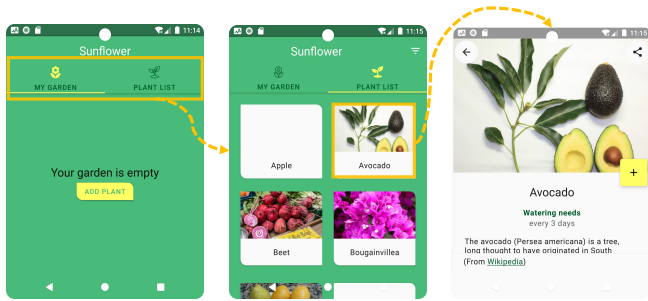 11:14
Sunflower
MY GARDEN
PLANT LIST
Your garden is empty
ADD PLANT
11:15
Sunflower
MY GARDEN
PLANT LIST
Apple
Avocado
Beet
Bougainvillea
11:15
+
Avocado
Watering needs
every 3 days
The avocado (Persea americana) is a tree,
long thought to have originated in South
(From Wikipedia)